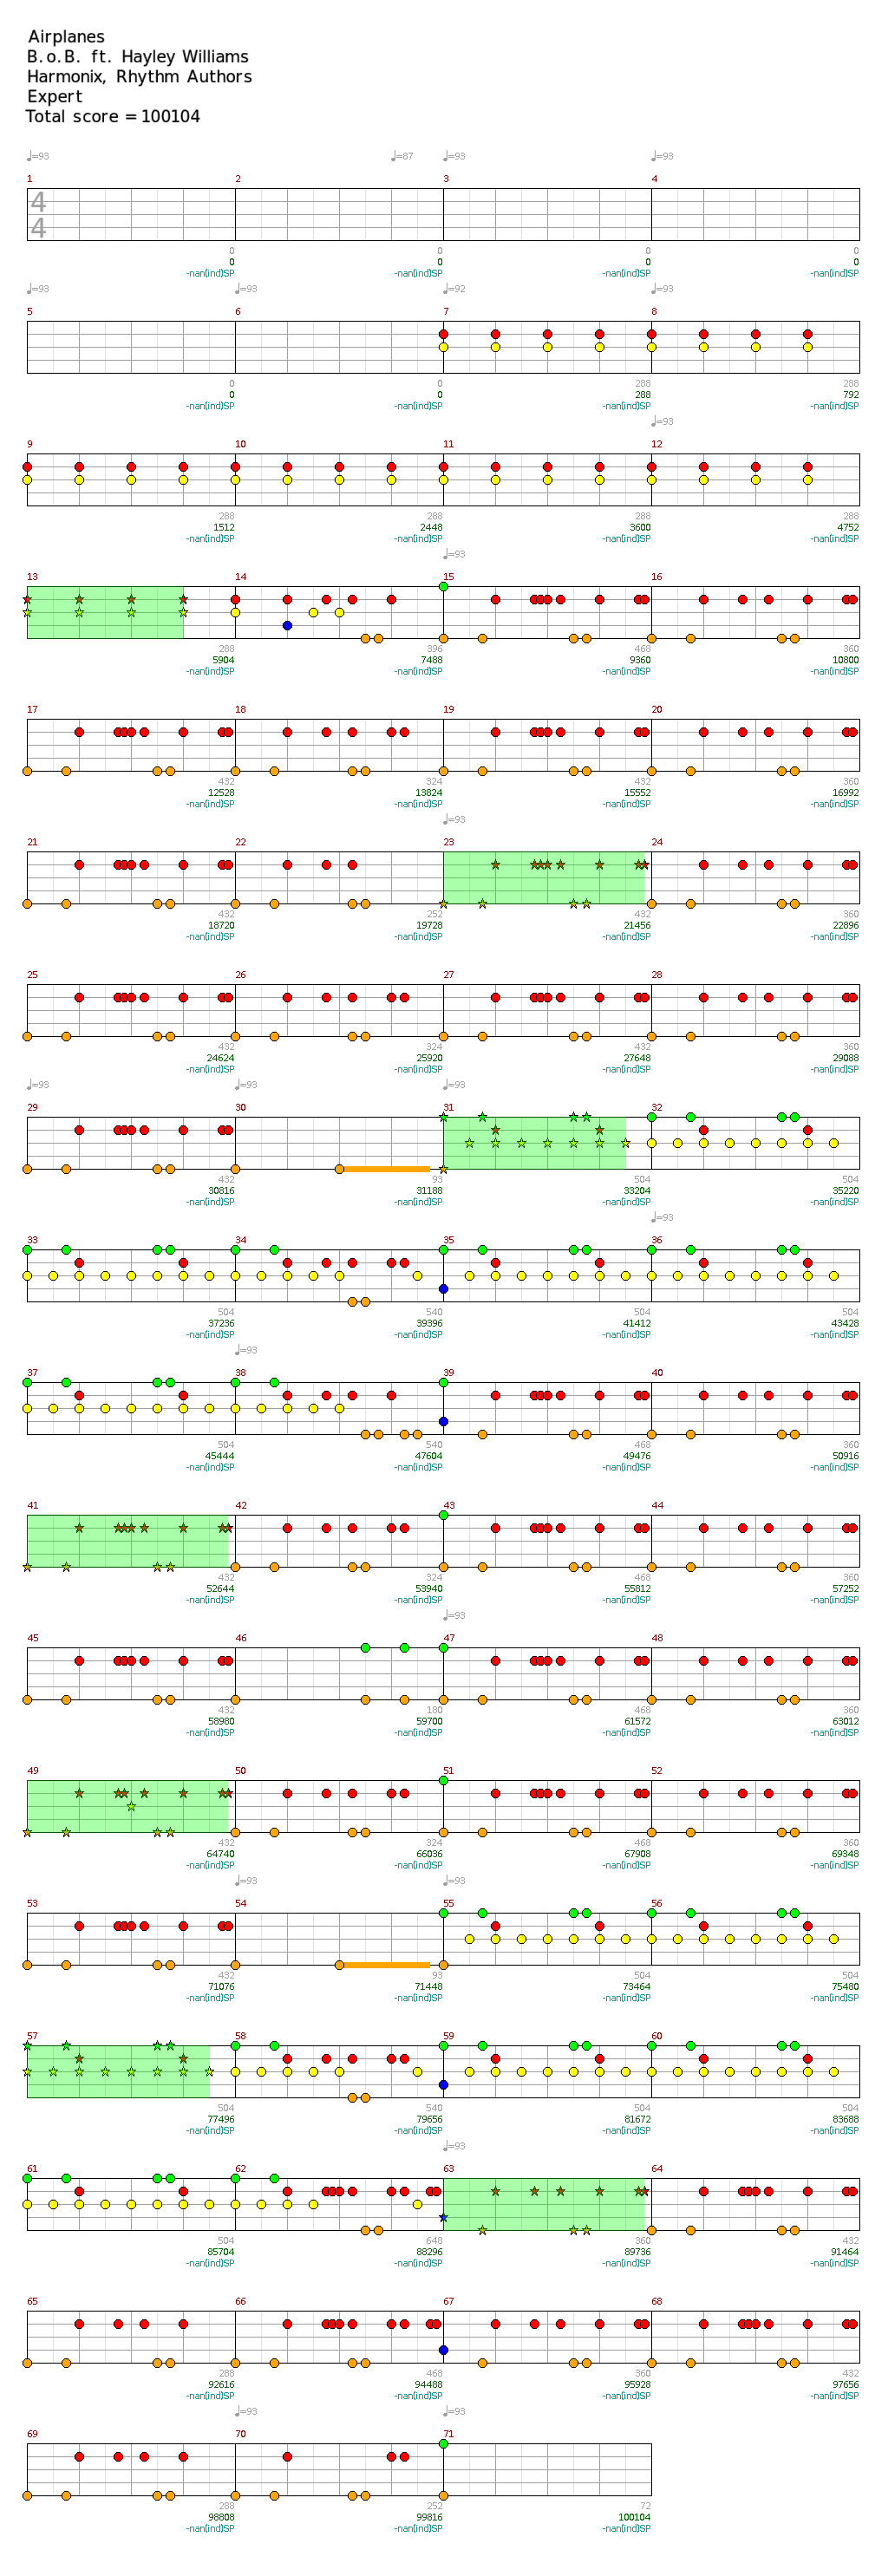 Airplanes
B.o.B. ft. Hayley Williams
Harmonix, Rhythm Authors
Expert
Total score = 100104
♩=93 ♩=87 ♩=93 ♩=93
1 2 3 4
4
4
0 0 0 0
0 0 0 0
-nan(ind)SP -nan(ind)SP -nan(ind)SP -nan(ind)SP
♩=93 ♩=93 ♩=92 ♩=93
5 6 7 8
0 0 288 288
0 0 288 792
-nan(ind)SP -nan(ind)SP -nan(ind)SP -nan(ind)SP
♩=93
9 10 11 12
288 288 288 288
1512 2448 3600 4752
-nan(ind)SP -nan(ind)SP -nan(ind)SP -nan(ind)SP
♩=93
13 14 15 16
288 396 468 360
5904 7488 9360 10800
-nan(ind)SP -nan(ind)SP -nan(ind)SP -nan(ind)SP
17 18 19 20
432 324 432 360
12528 13824 15552 16992
-nan(ind)SP -nan(ind)SP -nan(ind)SP -nan(ind)SP
♩=93
21 22 23 24
432 252 432 360
18720 19728 21456 22896
-nan(ind)SP -nan(ind)SP -nan(ind)SP -nan(ind)SP
25 26 27 28
432 324 432 360
24624 25920 27648 29088
-nan(ind)SP -nan(ind)SP -nan(ind)SP -nan(ind)SP
♩=93 ♩=93 ♩=93
29 30 31 32
432 93 504 504
30816 31188 33204 35220
-nan(ind)SP -nan(ind)SP -nan(ind)SP -nan(ind)SP
♩=93
33 34 35 36
504 540 504 504
37236 39396 41412 43428
-nan(ind)SP -nan(ind)SP -nan(ind)SP -nan(ind)SP
♩=93
37 38 39 40
504 540 468 360
45444 47604 49476 50916
-nan(ind)SP -nan(ind)SP -nan(ind)SP -nan(ind)SP
41 42 43 44
432 324 468 360
52644 53940 55812 57252
-nan(ind)SP -nan(ind)SP -nan(ind)SP -nan(ind)SP
♩=93
45 46 47 48
432 180 468 360
58980 59700 61572 63012
-nan(ind)SP -nan(ind)SP -nan(ind)SP -nan(ind)SP
49 50 51 52
432 324 468 360
64740 66036 67908 69348
-nan(ind)SP -nan(ind)SP -nan(ind)SP -nan(ind)SP
♩=93 ♩=93
53 54 55 56
432 93 504 504
71076 71448 73464 75480
-nan(ind)SP -nan(ind)SP -nan(ind)SP -nan(ind)SP
57 58 59 60
504 540 504 504
77496 79656 81672 83688
-nan(ind)SP -nan(ind)SP -nan(ind)SP -nan(ind)SP
♩=93
61 62 63 64
504 648 360 432
85704 88296 89736 91464
-nan(ind)SP -nan(ind)SP -nan(ind)SP -nan(ind)SP
65 66 67 68
288 468 360 432
92616 94488 95928 97656
-nan(ind)SP -nan(ind)SP -nan(ind)SP -nan(ind)SP
♩=93 ♩=93
69 70 71
288 252 72
98808 99816 100104
-nan(ind)SP -nan(ind)SP -nan(ind)SP